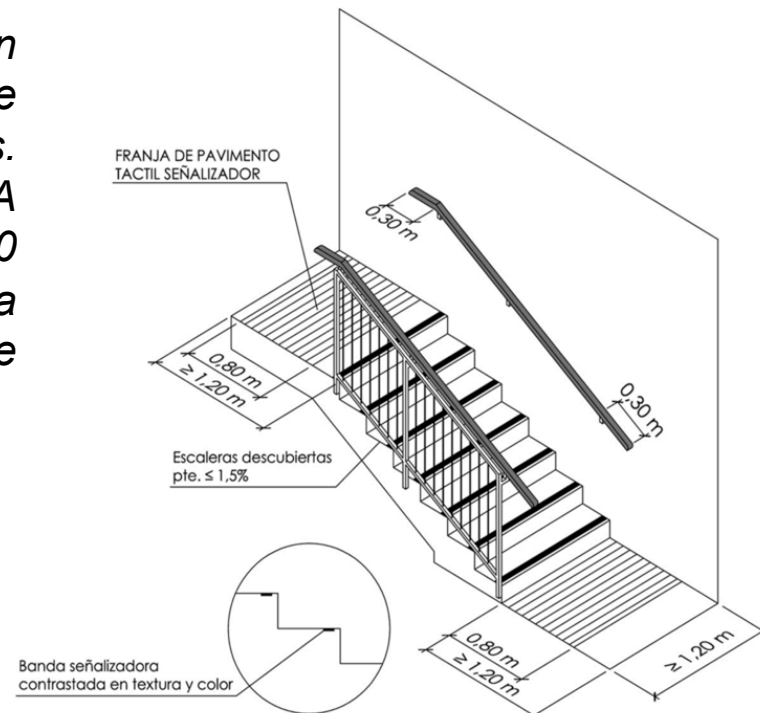 n
e
s.
A
0
a
e
FRANJA DE PAVIMENTO
TACTIL SEÑALIZADOR
0,30 m
0,30 m
0,80 m
≥ 1,20 m
Escaleras descubiertas
pte. ≤ 1,5%
Banda señalizadora
contrastada en textura y color
0,80 m
≥ 1,20 m
≥ 1,20 m